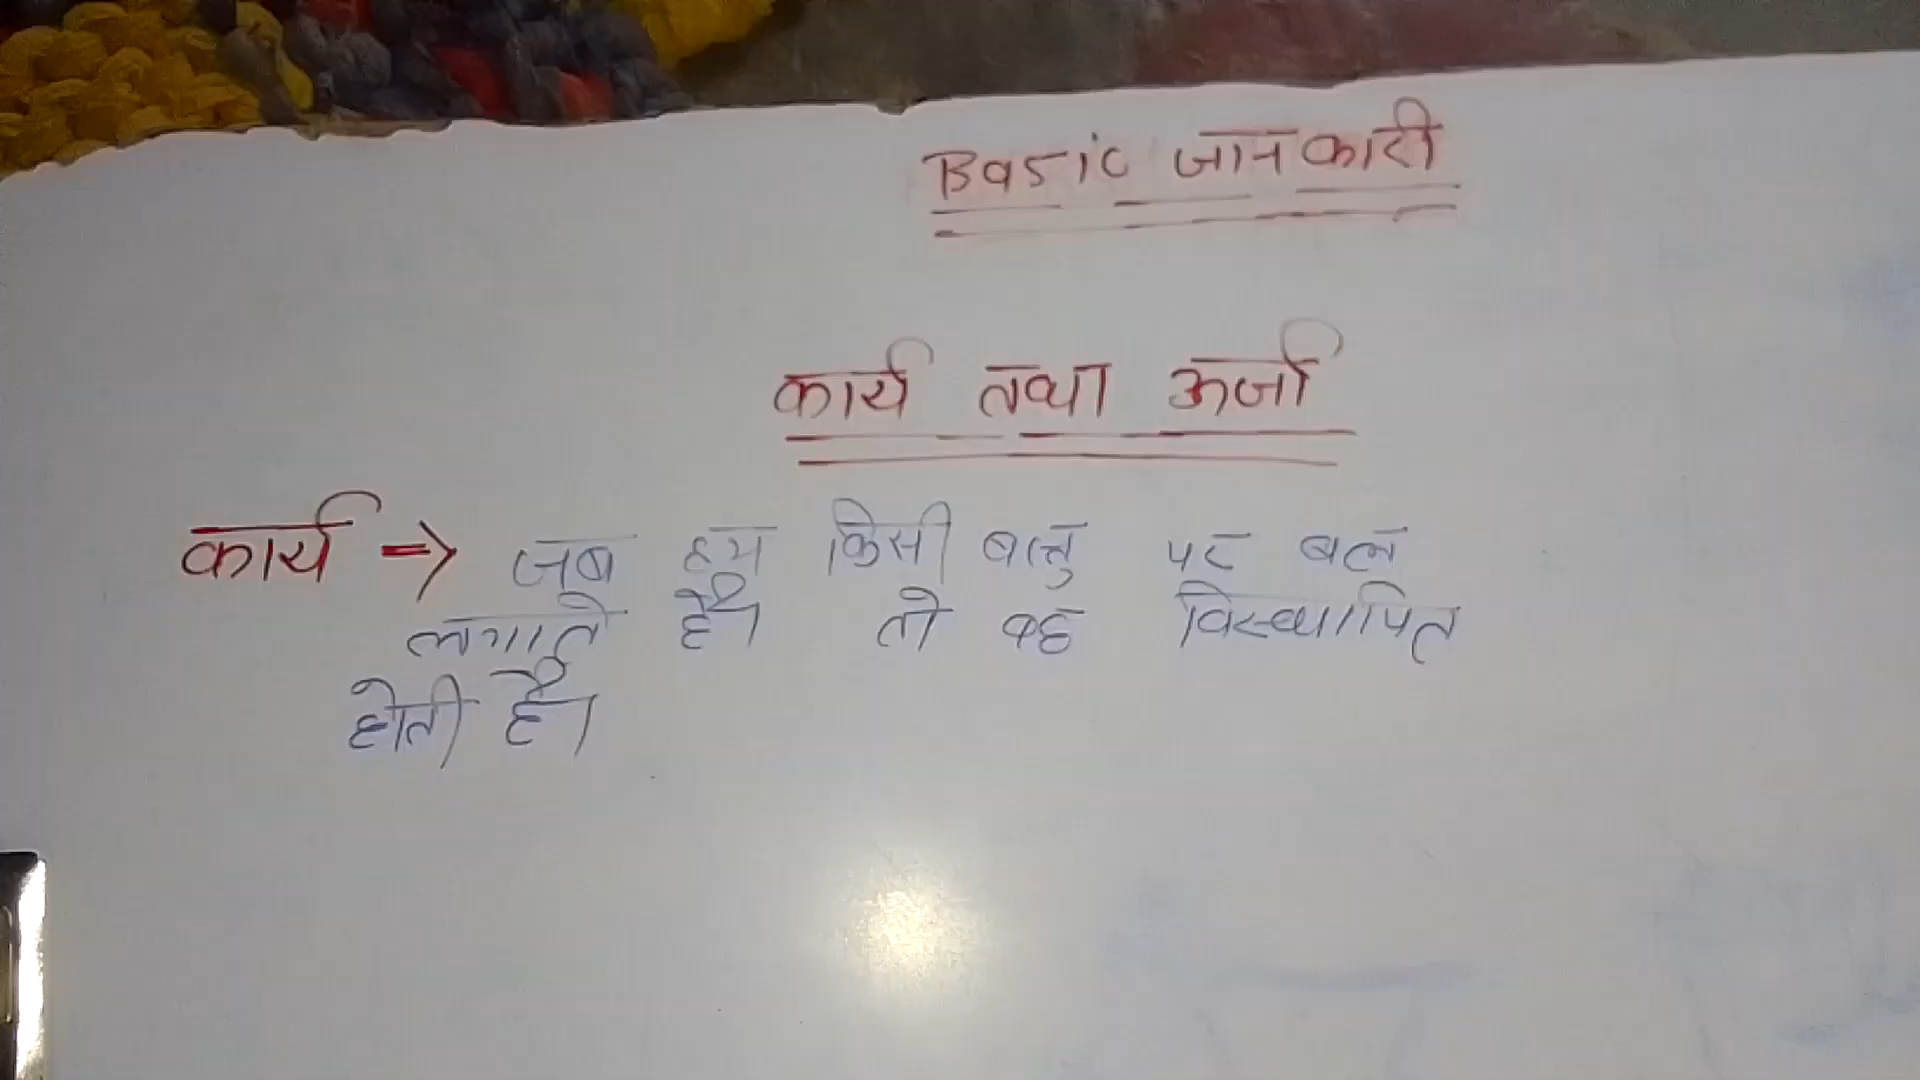 Basic जानकारी
कार्य तथा ऊर्जा
कार्य → जब हम किसी वस्तु पर बल
लगाते है। तो वह विस्थापित
होती है।